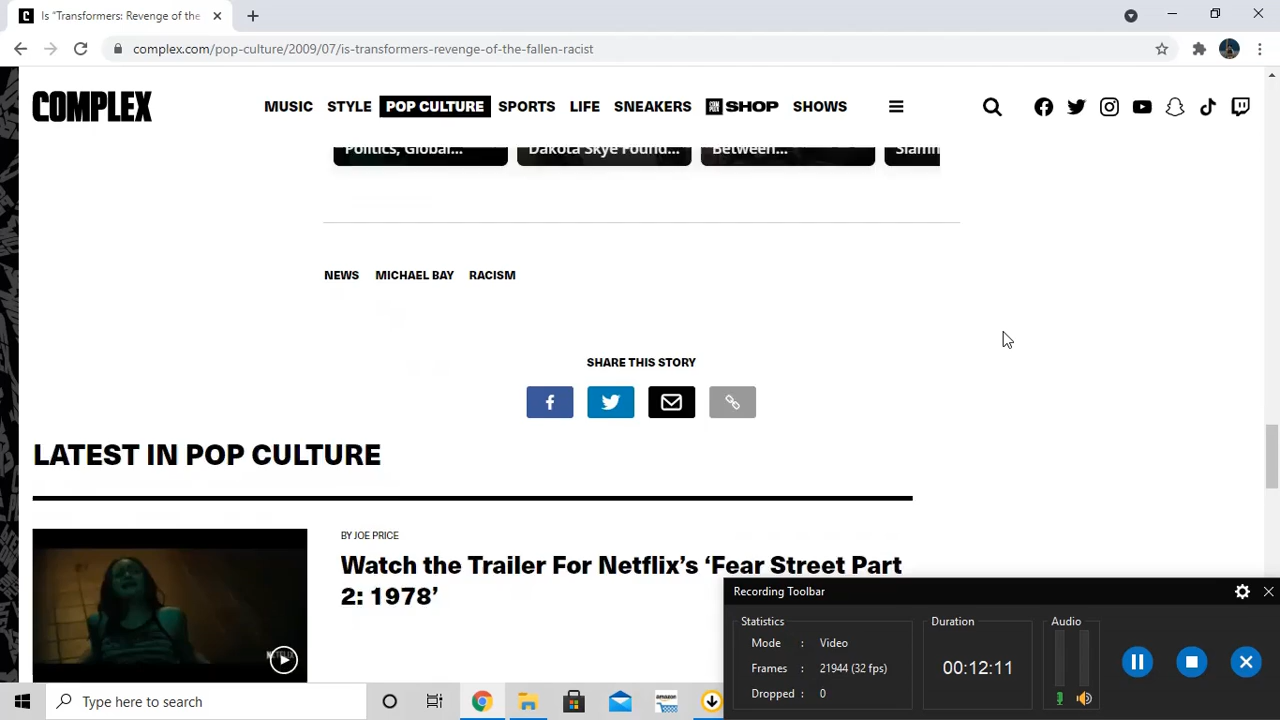 Is "Transformers: Revenge of the
complex.com/pop-culture/2009/07/is-transformers-revenge-of-the-fallen-racist
COMPLEX
MUSIC STYLE POP CULTURE SPORTS LIFE SNEAKERS COMPLEX SHOP SHOWS
Politics, Global... Dakota Skye Found... Between...
NEWS MICHAEL BAY RACISM
SHARE THIS STORY
LATEST IN POP CULTURE
BY JOE PRICE
Watch the Trailer For Netflix's 'Fear Street Part
2: 1978'
NETFLIX
Recording Toolbar
Statistics Duration Audio
Mode : Video
Frames : 21944 (32 fps)
00:12:11
Dropped : 0
Type here to search
amazon